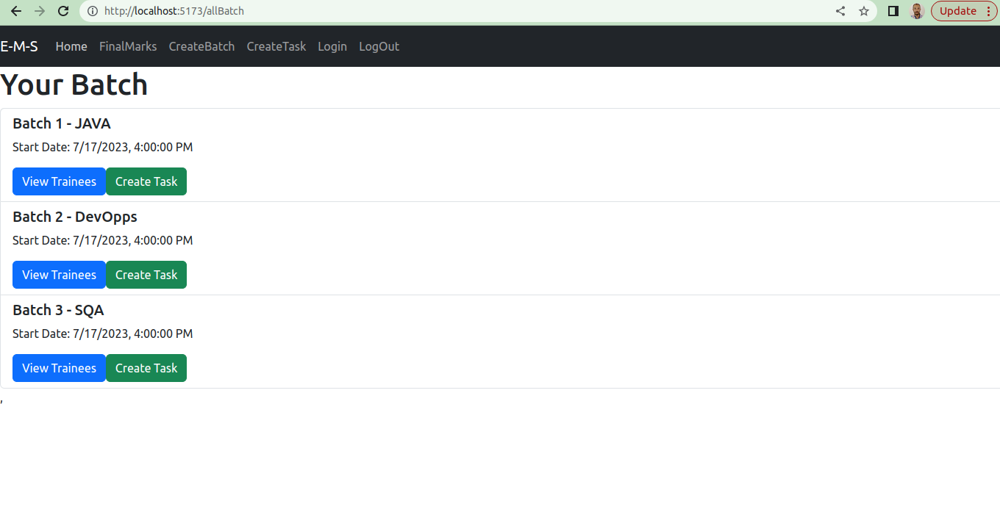 http://localhost:5173/allBatch
Update
E-M-S Home FinalMarks CreateBatch CreateTask Login LogOut
Your Batch
Batch 1 - JAVA
Start Date: 7/17/2023, 4:00:00 PM
View Trainees Create Task
Batch 2 - DevOpps
Start Date: 7/17/2023, 4:00:00 PM
View Trainees Create Task
Batch 3 - SQA
Start Date: 7/17/2023, 4:00:00 PM
View Trainees Create Task
,